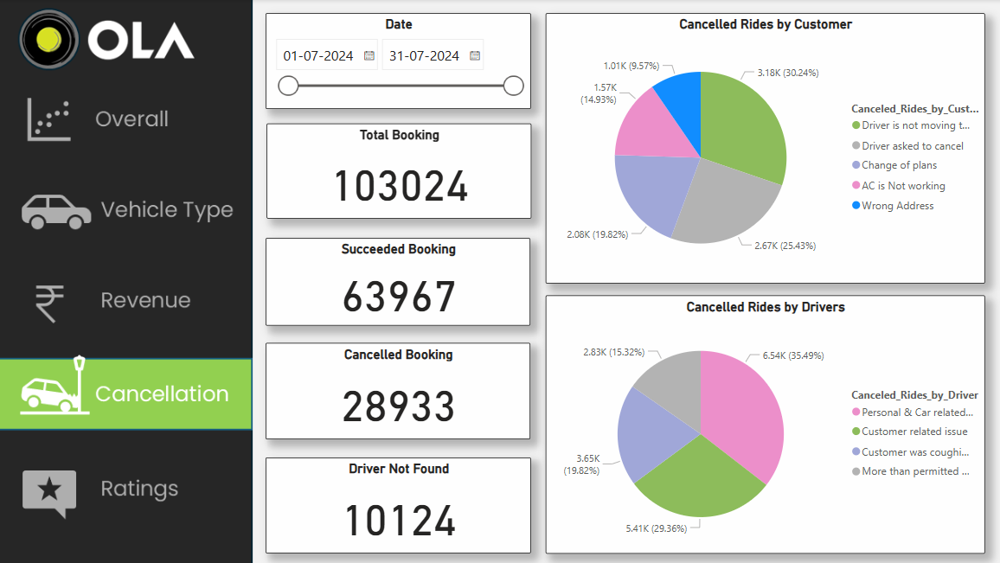 OLA
Overall
Vehicle Type
Revenue
Cancellation
Ratings
Date
01-07-2024
31-07-2024
Total Booking
103024
Succeeded Booking
63967
Cancelled Booking
28933
Driver Not Found
10124
Cancelled Rides by Customer
1.01K (9.57%)
3.18K (30.24%)
1.57K
(14.93%)
2.08K (19.82%)
2.67K (25.43%)
Canceled_Rides_by_Cust...
Driver is not moving t...
Driver asked to cancel
Change of plans
AC is Not working
Wrong Address
Cancelled Rides by Drivers
2.83K (15.32%)
6.54K (35.49%)
3.65K
(19.82%)
5.41K (29.36%)
Canceled_Rides_by_Driver
Personal & Car related...
Customer related issue
Customer was coughi...
More than permitted ...